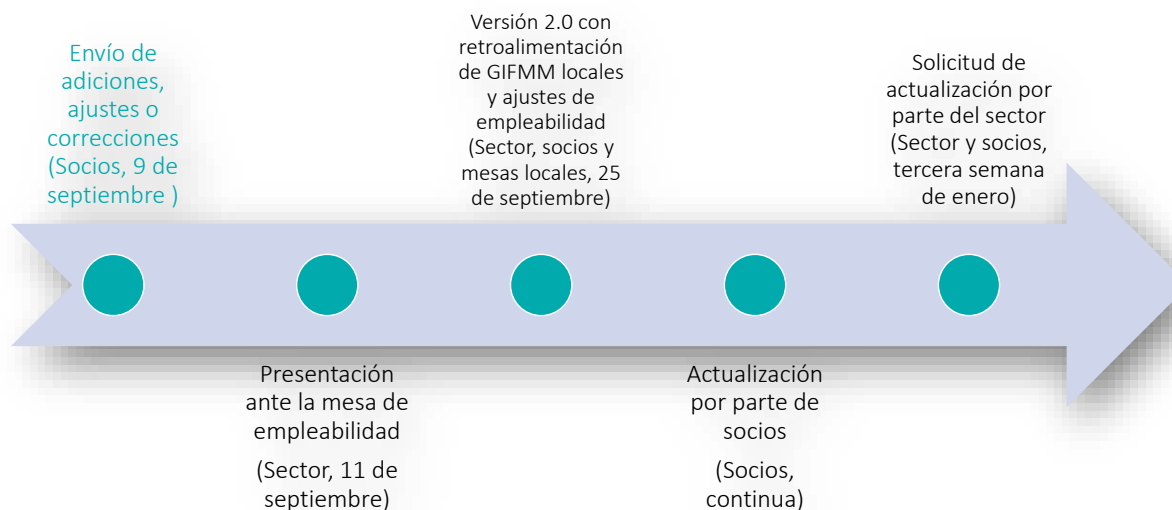 Envío de
adiciones,
ajustes o
correcciones
(Socios, 9 de
septiembre )
Presentación
ante la mesa de
empleabilidad
(Sector, 11 de
septiembre)
Versión 2.0 con
retroalimentación
de GIFMM locales
y ajustes de
empleabilidad
(Sector, socios y
mesas locales, 25
de septiembre)
Actualización
por parte de
socios
(Socios,
continua)
Solicitud de
actualización por
parte del sector
(Sector y socios,
tercera semana
de enero)